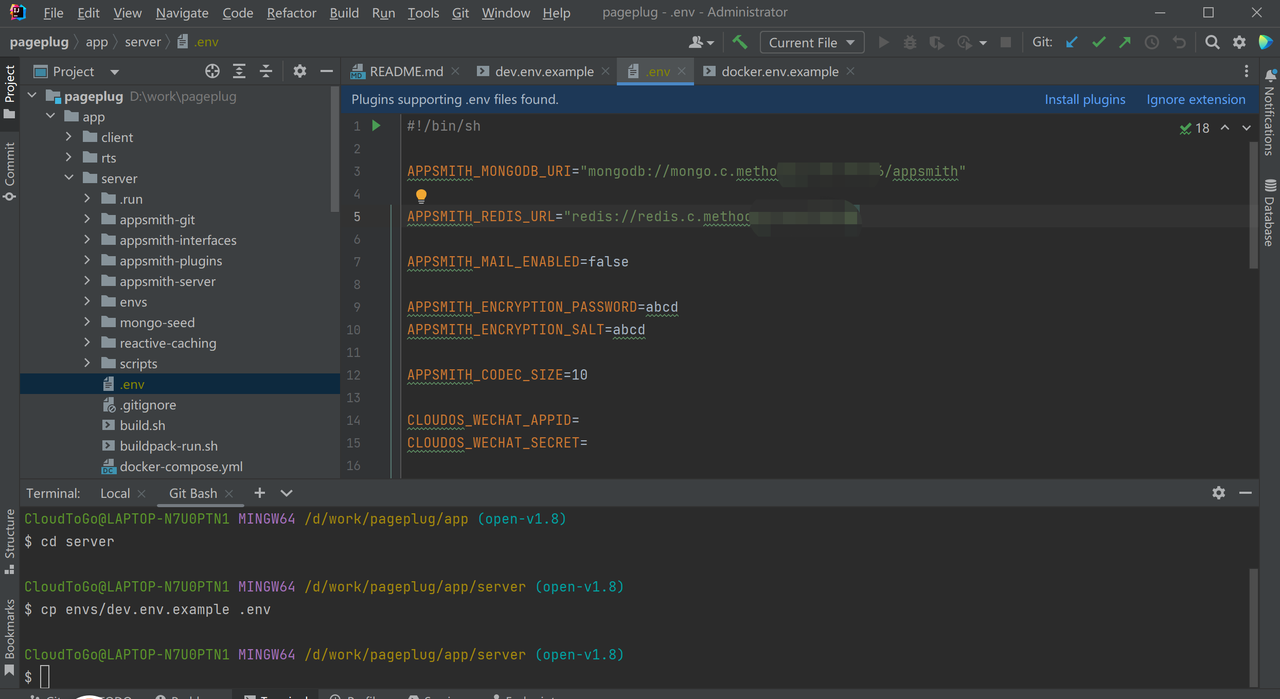 File Edit View Navigate Code Refactor Build Run Tools Git Window Help pageplug - .env - Administrator
pageplug app server .env Current File Git:
Project README.md dev.env.example .env docker.env.example
Plugins supporting .env files found. Install plugins Ignore extension
pageplug D:\work\pageplug
app
client
rts
server
.run
appsmith-git
appsmith-interfaces
appsmith-plugins
appsmith-server
envs
mongo-seed
reactive-caching
scripts
.env
.gitignore
build.sh
buildpack-run.sh
docker-compose.yml
1 #!/bin/sh
18
2
3 APPSMITH_MONGODB_URI="mongodb://mongo.c.metho /appsmith"
4
5 APPSMITH_REDIS_URL="redis://redis.c.method
6
7 APPSMITH_MAIL_ENABLED=false
8
9 APPSMITH_ENCRYPTION_PASSWORD=abcd
10 APPSMITH_ENCRYPTION_SALT=abcd
11
12 APPSMITH_CODEC_SIZE=10
13
14 CLOUDOS_WECHAT_APPID=
15 CLOUDOS_WECHAT_SECRET=
16
Project
Commit
Structure
Bookmarks
Notifications
Database
Terminal: Local Git Bash
CloudToGo@LAPTOP-N7U0PTN1 MINGW64 /d/work/pageplug/app (open-v1.8)
$ cd server
CloudToGo@LAPTOP-N7U0PTN1 MINGW64 /d/work/pageplug/app/server (open-v1.8)
$ cp envs/dev.env.example .env
CloudToGo@LAPTOP-N7U0PTN1 MINGW64 /d/work/pageplug/app/server (open-v1.8)
$